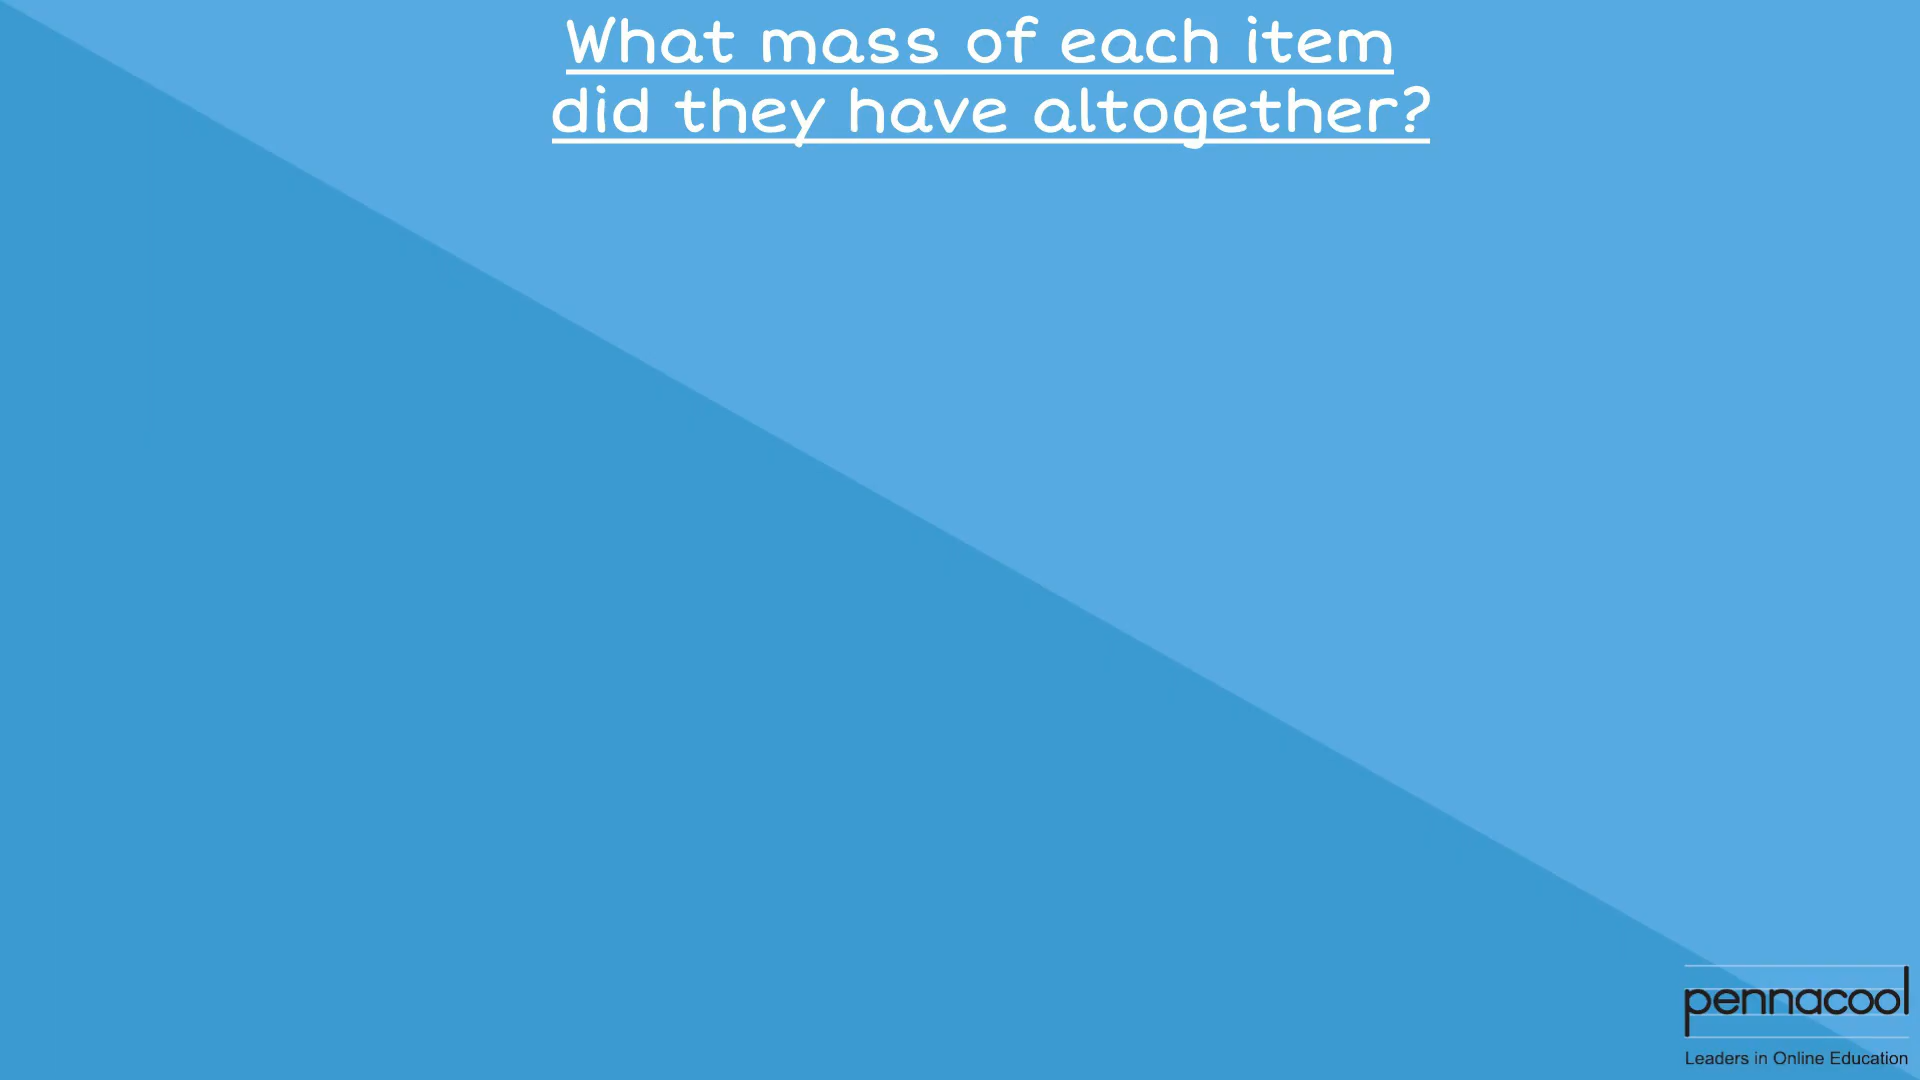 What mass of each item
did they have altogether?
pennacool
Leaders in Online Education